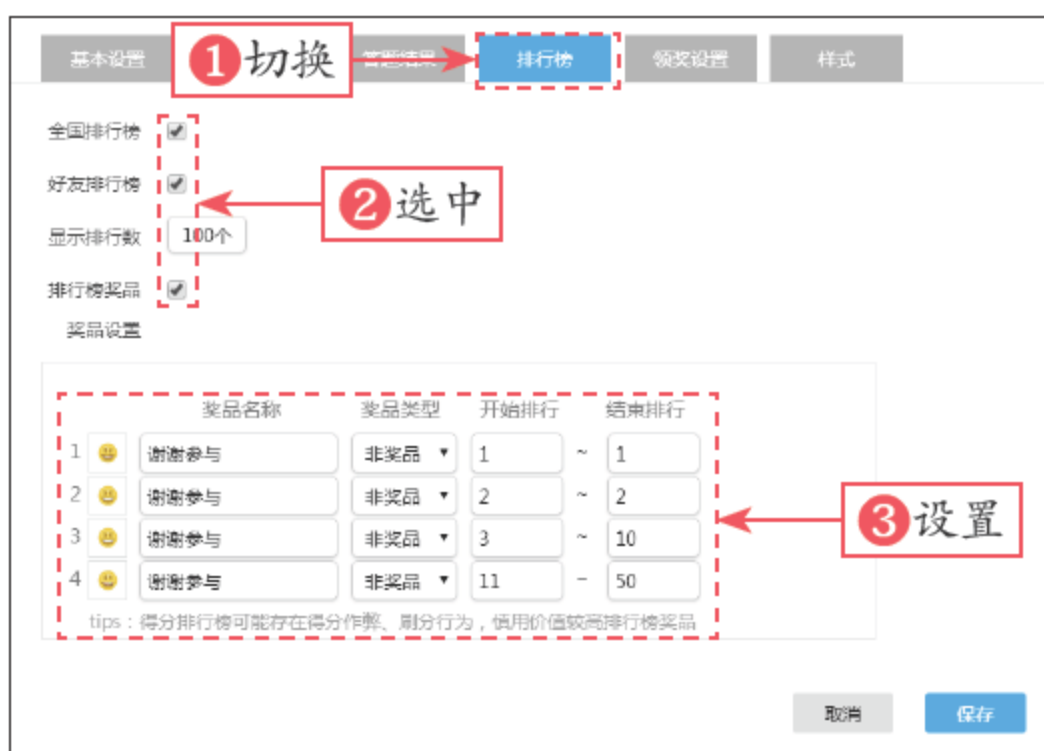 基本设置 ❶切换 答题结果 排行榜 领奖设置 样式
全国排行榜
好友排行榜
❷选中
显示排行数 100个
排行榜奖品
奖品设置
奖品名称 奖品类型 开始排行 结束排行
1 谢谢参与 非奖品 1 ~ 1
2 谢谢参与 非奖品 2 ~ 2
❸设置
3 谢谢参与 非奖品 3 ~ 10
4 谢谢参与 非奖品 11 ~ 50
tips：得分排行榜可能存在得分作弊、刷分行为，慎用价值较高排行榜奖品
取消 保存